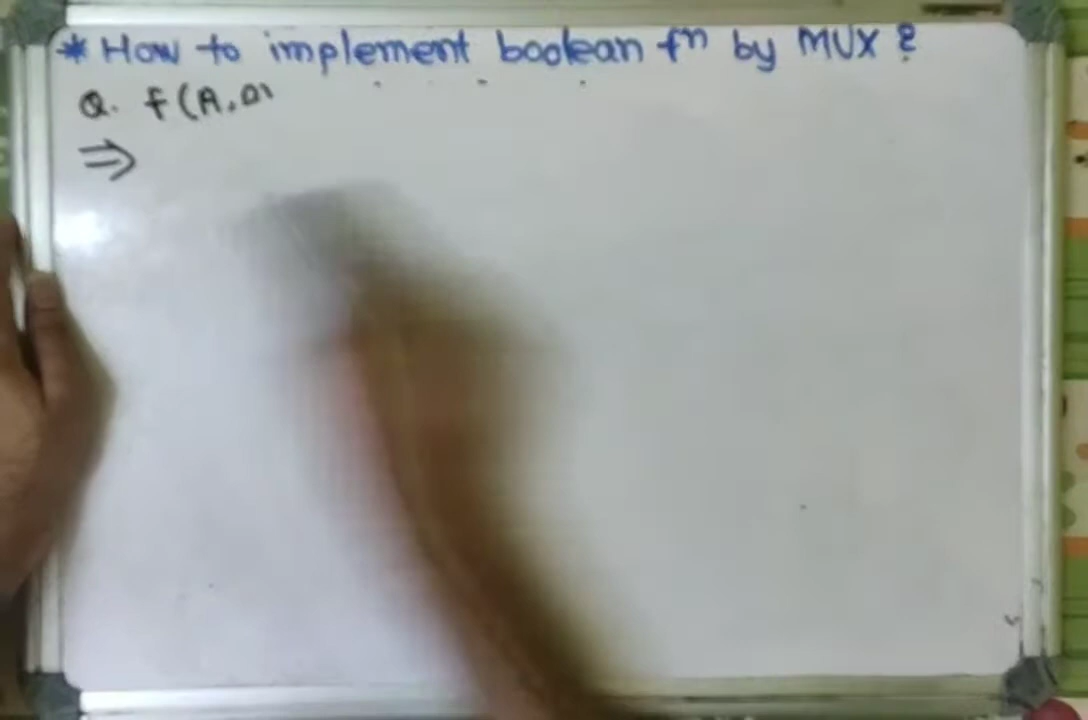 * How to implement boolean fⁿ by MUX ?
Q. f(A,
⇒